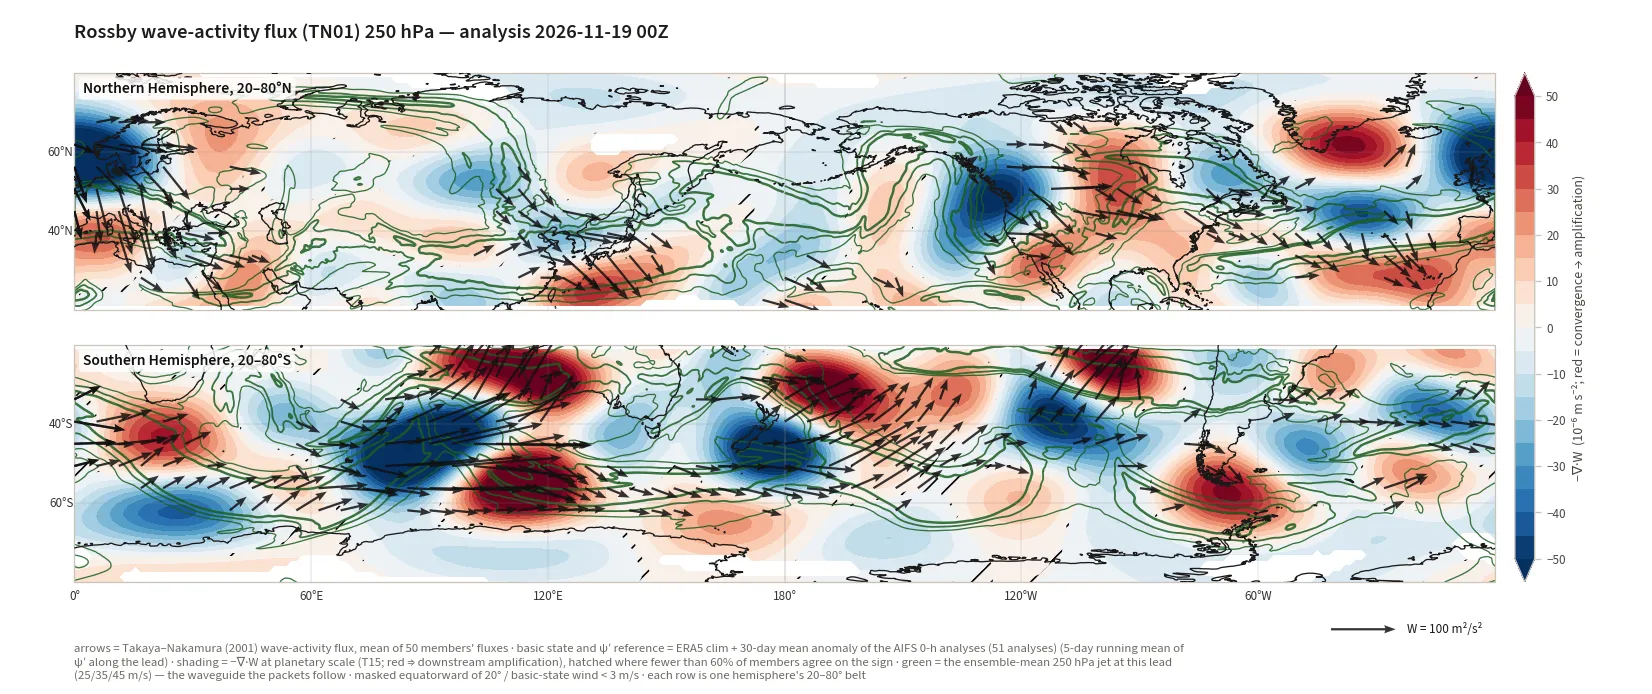 Rossby wave-activity flux (TN01) 250 hPa — analysis 2026-11-19 00Z
Northern Hemisphere, 20–80°N
60°N
40°N
Southern Hemisphere, 20–80°S
40°S
60°S
0°
60°E
120°E
180°
120°W
60°W
50
40
30
20
10
0
−10
−20
−30
−40
−50
−∇·W (10⁻⁶ m s⁻²; red = convergence → amplification)
W = 100 m²/s²
arrows = Takaya–Nakamura (2001) wave-activity flux, mean of 50 members' fluxes · basic state and ψ′ reference = ERA5 clim + 30-day mean anomaly of the AIFS 0-h analyses (51 analyses) (5-day running mean of
ψ′ along the lead) · shading = −∇·W at planetary scale (T15; red ⇒ downstream amplification), hatched where fewer than 60% of members agree on the sign · green = the ensemble-mean 250 hPa jet at this lead
(25/35/45 m/s) — the waveguide the packets follow · masked equatorward of 20° / basic-state wind < 3 m/s · each row is one hemisphere's 20–80° belt